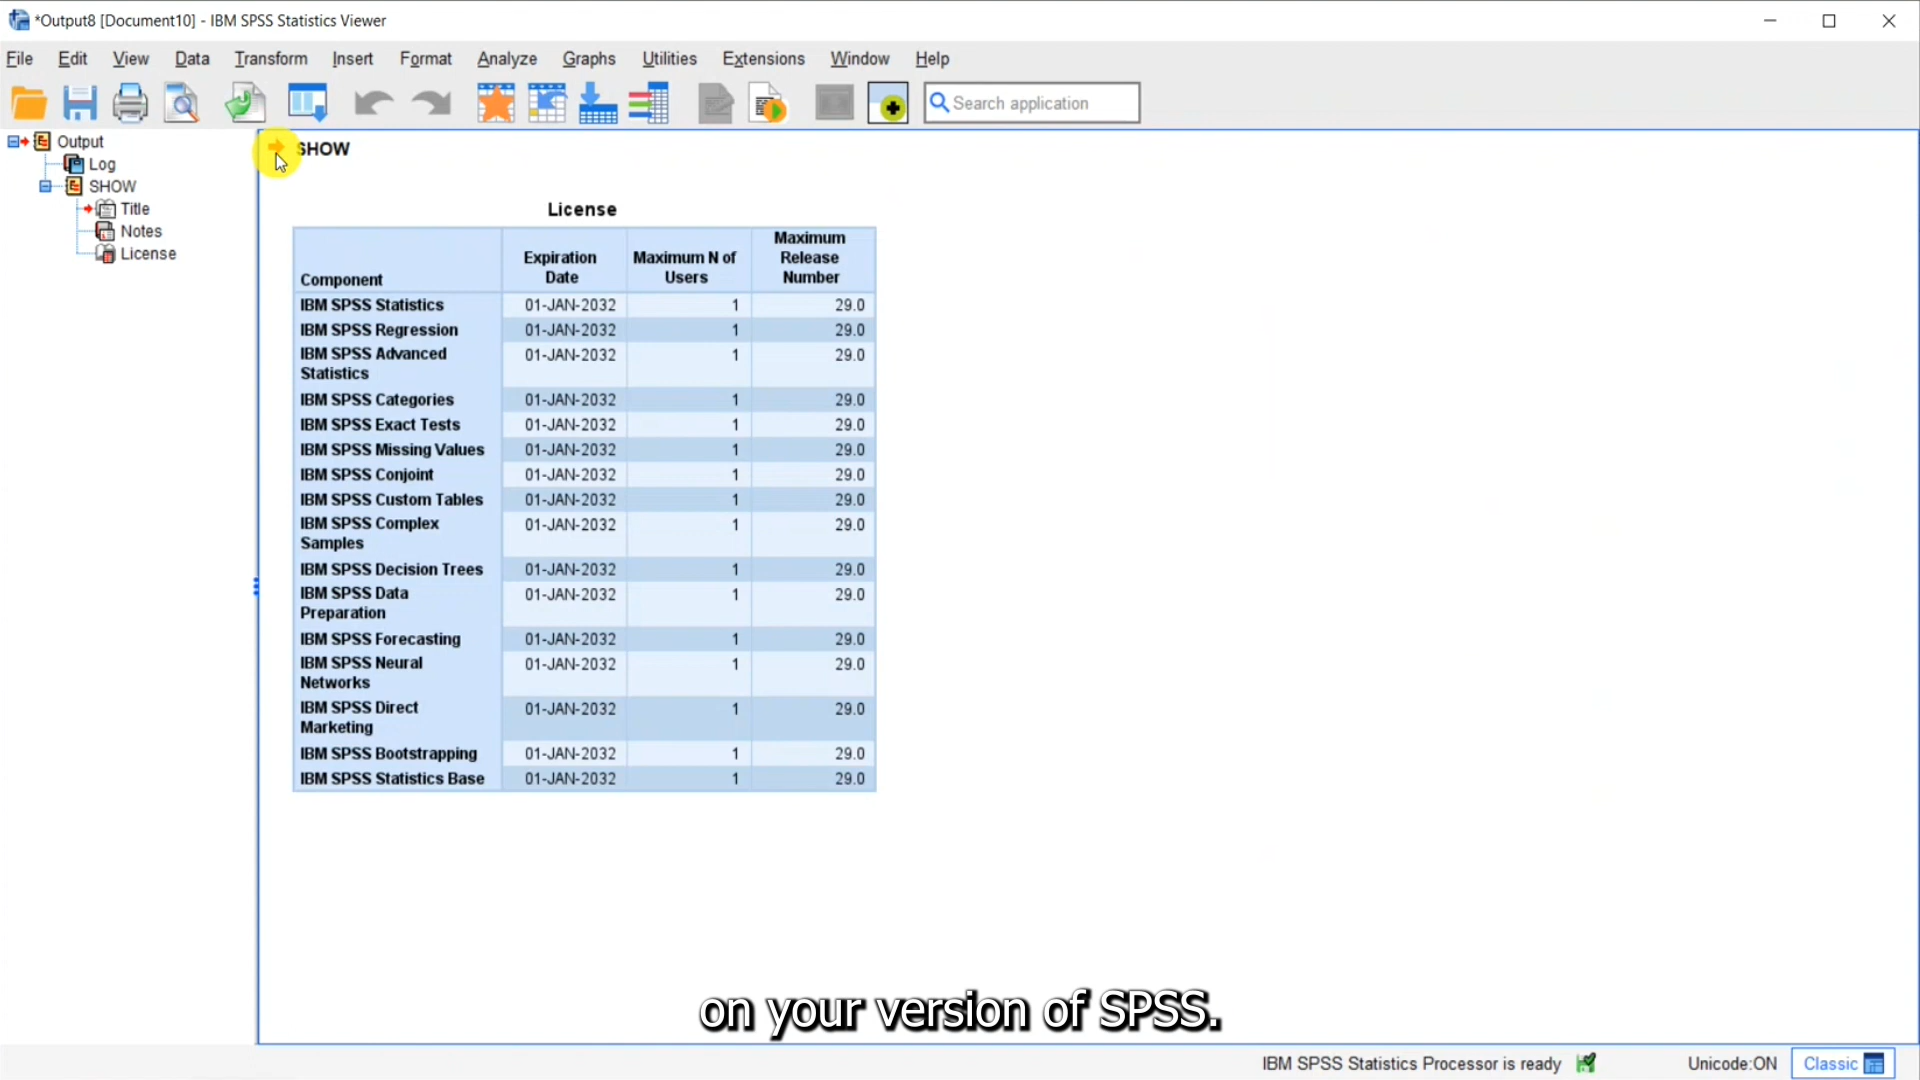 *Output8 [Document10] - IBM SPSS Statistics Viewer
File Edit View Data Transform Insert Format Analyze Graphs Utilities Extensions Window Help
Search application
Output
Log
SHOW
Title
Notes
License
SHOW
License
Component Expiration Date Maximum N of Users Maximum Release Number
IBM SPSS Statistics 01-JAN-2032 1 29.0
IBM SPSS Regression 01-JAN-2032 1 29.0
IBM SPSS Advanced Statistics 01-JAN-2032 1 29.0
IBM SPSS Categories 01-JAN-2032 1 29.0
IBM SPSS Exact Tests 01-JAN-2032 1 29.0
IBM SPSS Missing Values 01-JAN-2032 1 29.0
IBM SPSS Conjoint 01-JAN-2032 1 29.0
IBM SPSS Custom Tables 01-JAN-2032 1 29.0
IBM SPSS Complex Samples 01-JAN-2032 1 29.0
IBM SPSS Decision Trees 01-JAN-2032 1 29.0
IBM SPSS Data Preparation 01-JAN-2032 1 29.0
IBM SPSS Forecasting 01-JAN-2032 1 29.0
IBM SPSS Neural Networks 01-JAN-2032 1 29.0
IBM SPSS Direct Marketing 01-JAN-2032 1 29.0
IBM SPSS Bootstrapping 01-JAN-2032 1 29.0
IBM SPSS Statistics Base 01-JAN-2032 1 29.0
on your version of SPSS.
IBM SPSS Statistics Processor is ready Unicode:ON Classic